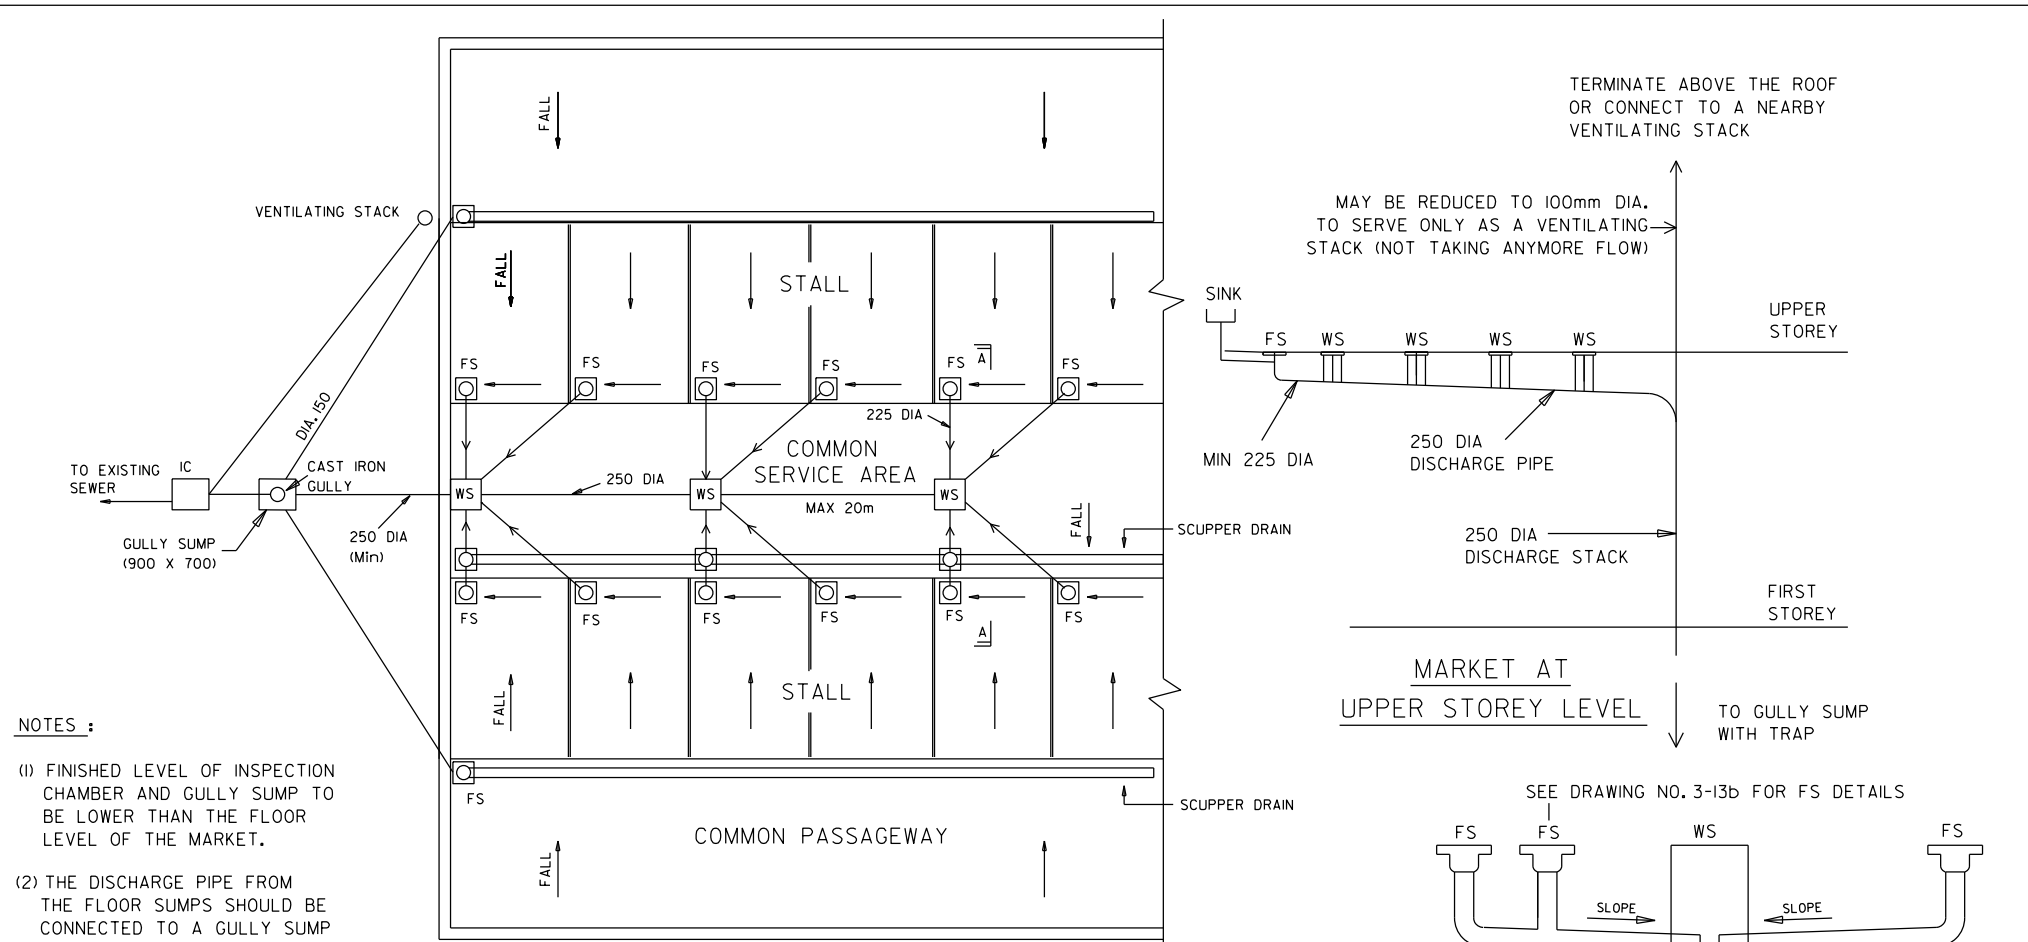 FALL
VENTILATING STACK
FALL
STALL
FS
FS
FS
FS
FS
A
FS
DIA. 150
225 DIA
COMMON
SERVICE AREA
TO EXISTING
SEWER
IC
CAST IRON
GULLY
WS
250 DIA
WS
WS
MAX 20m
250 DIA
(Min)
GULLY SUMP
(900 X 700)
FALL
SCUPPER DRAIN
FS
FS
FS
FS
FS
A
FS
FALL
STALL
FS
SCUPPER DRAIN
COMMON PASSAGEWAY
FALL
NOTES :
(1) FINISHED LEVEL OF INSPECTION
CHAMBER AND GULLY SUMP TO
BE LOWER THAN THE FLOOR
LEVEL OF THE MARKET.
(2) THE DISCHARGE PIPE FROM
THE FLOOR SUMPS SHOULD BE
CONNECTED TO A GULLY SUMP
TERMINATE ABOVE THE ROOF
OR CONNECT TO A NEARBY
VENTILATING STACK
MAY BE REDUCED TO 100mm DIA.
TO SERVE ONLY AS A VENTILATING
STACK (NOT TAKING ANYMORE FLOW)
SINK
FS
WS
WS
WS
WS
UPPER
STOREY
MIN 225 DIA
250 DIA
DISCHARGE PIPE
250 DIA
DISCHARGE STACK
FIRST
STOREY
MARKET AT
UPPER STOREY LEVEL
TO GULLY SUMP
WITH TRAP
SEE DRAWING NO. 3-13b FOR FS DETAILS
FS
FS
WS
FS
SLOPE
SLOPE